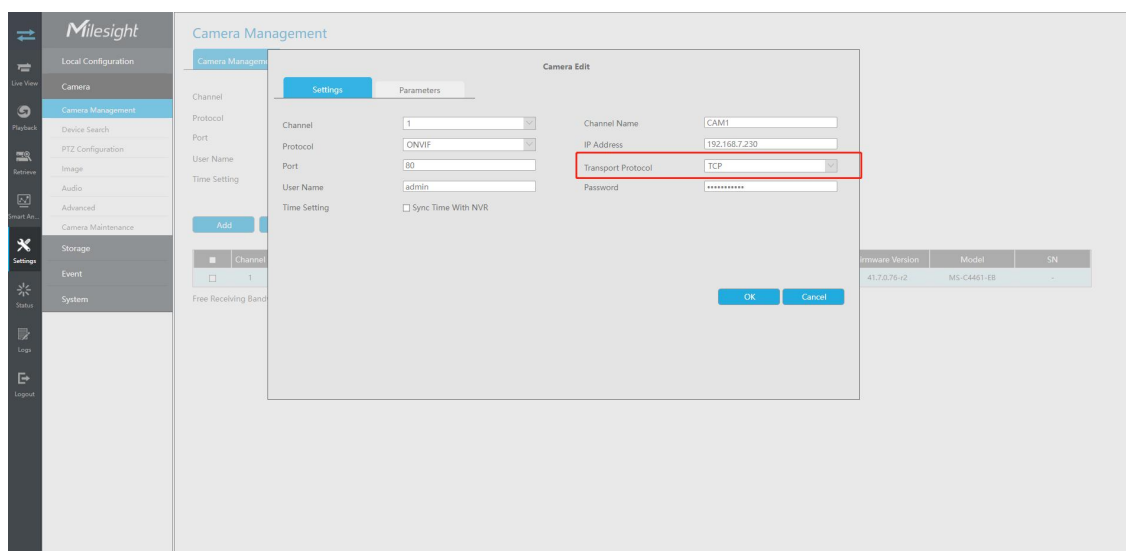 Milesight
Live View
Playback
Retrieve
Smart An...
Settings
Status
Logs
Logout
Local Configuration
Camera
Camera Management
Device Search
PTZ Configuration
Image
Audio
Advanced
Camera Maintenance
Storage
Event
System
Camera Management
Camera Manageme
Channel
Protocol
Port
User Name
Time Setting
Add
Channel
1
Free Receiving Band
Camera Edit
Settings Parameters
Channel 1 Channel Name CAM1
Protocol ONVIF IP Address 192.168.7.230
Port 80 Transport Protocol TCP
User Name admin Password •••••••••••
Time Setting Sync Time With NVR
OK Cancel
irmware Version Model SN
41.7.0.76-r2 MS-C4461-EB -